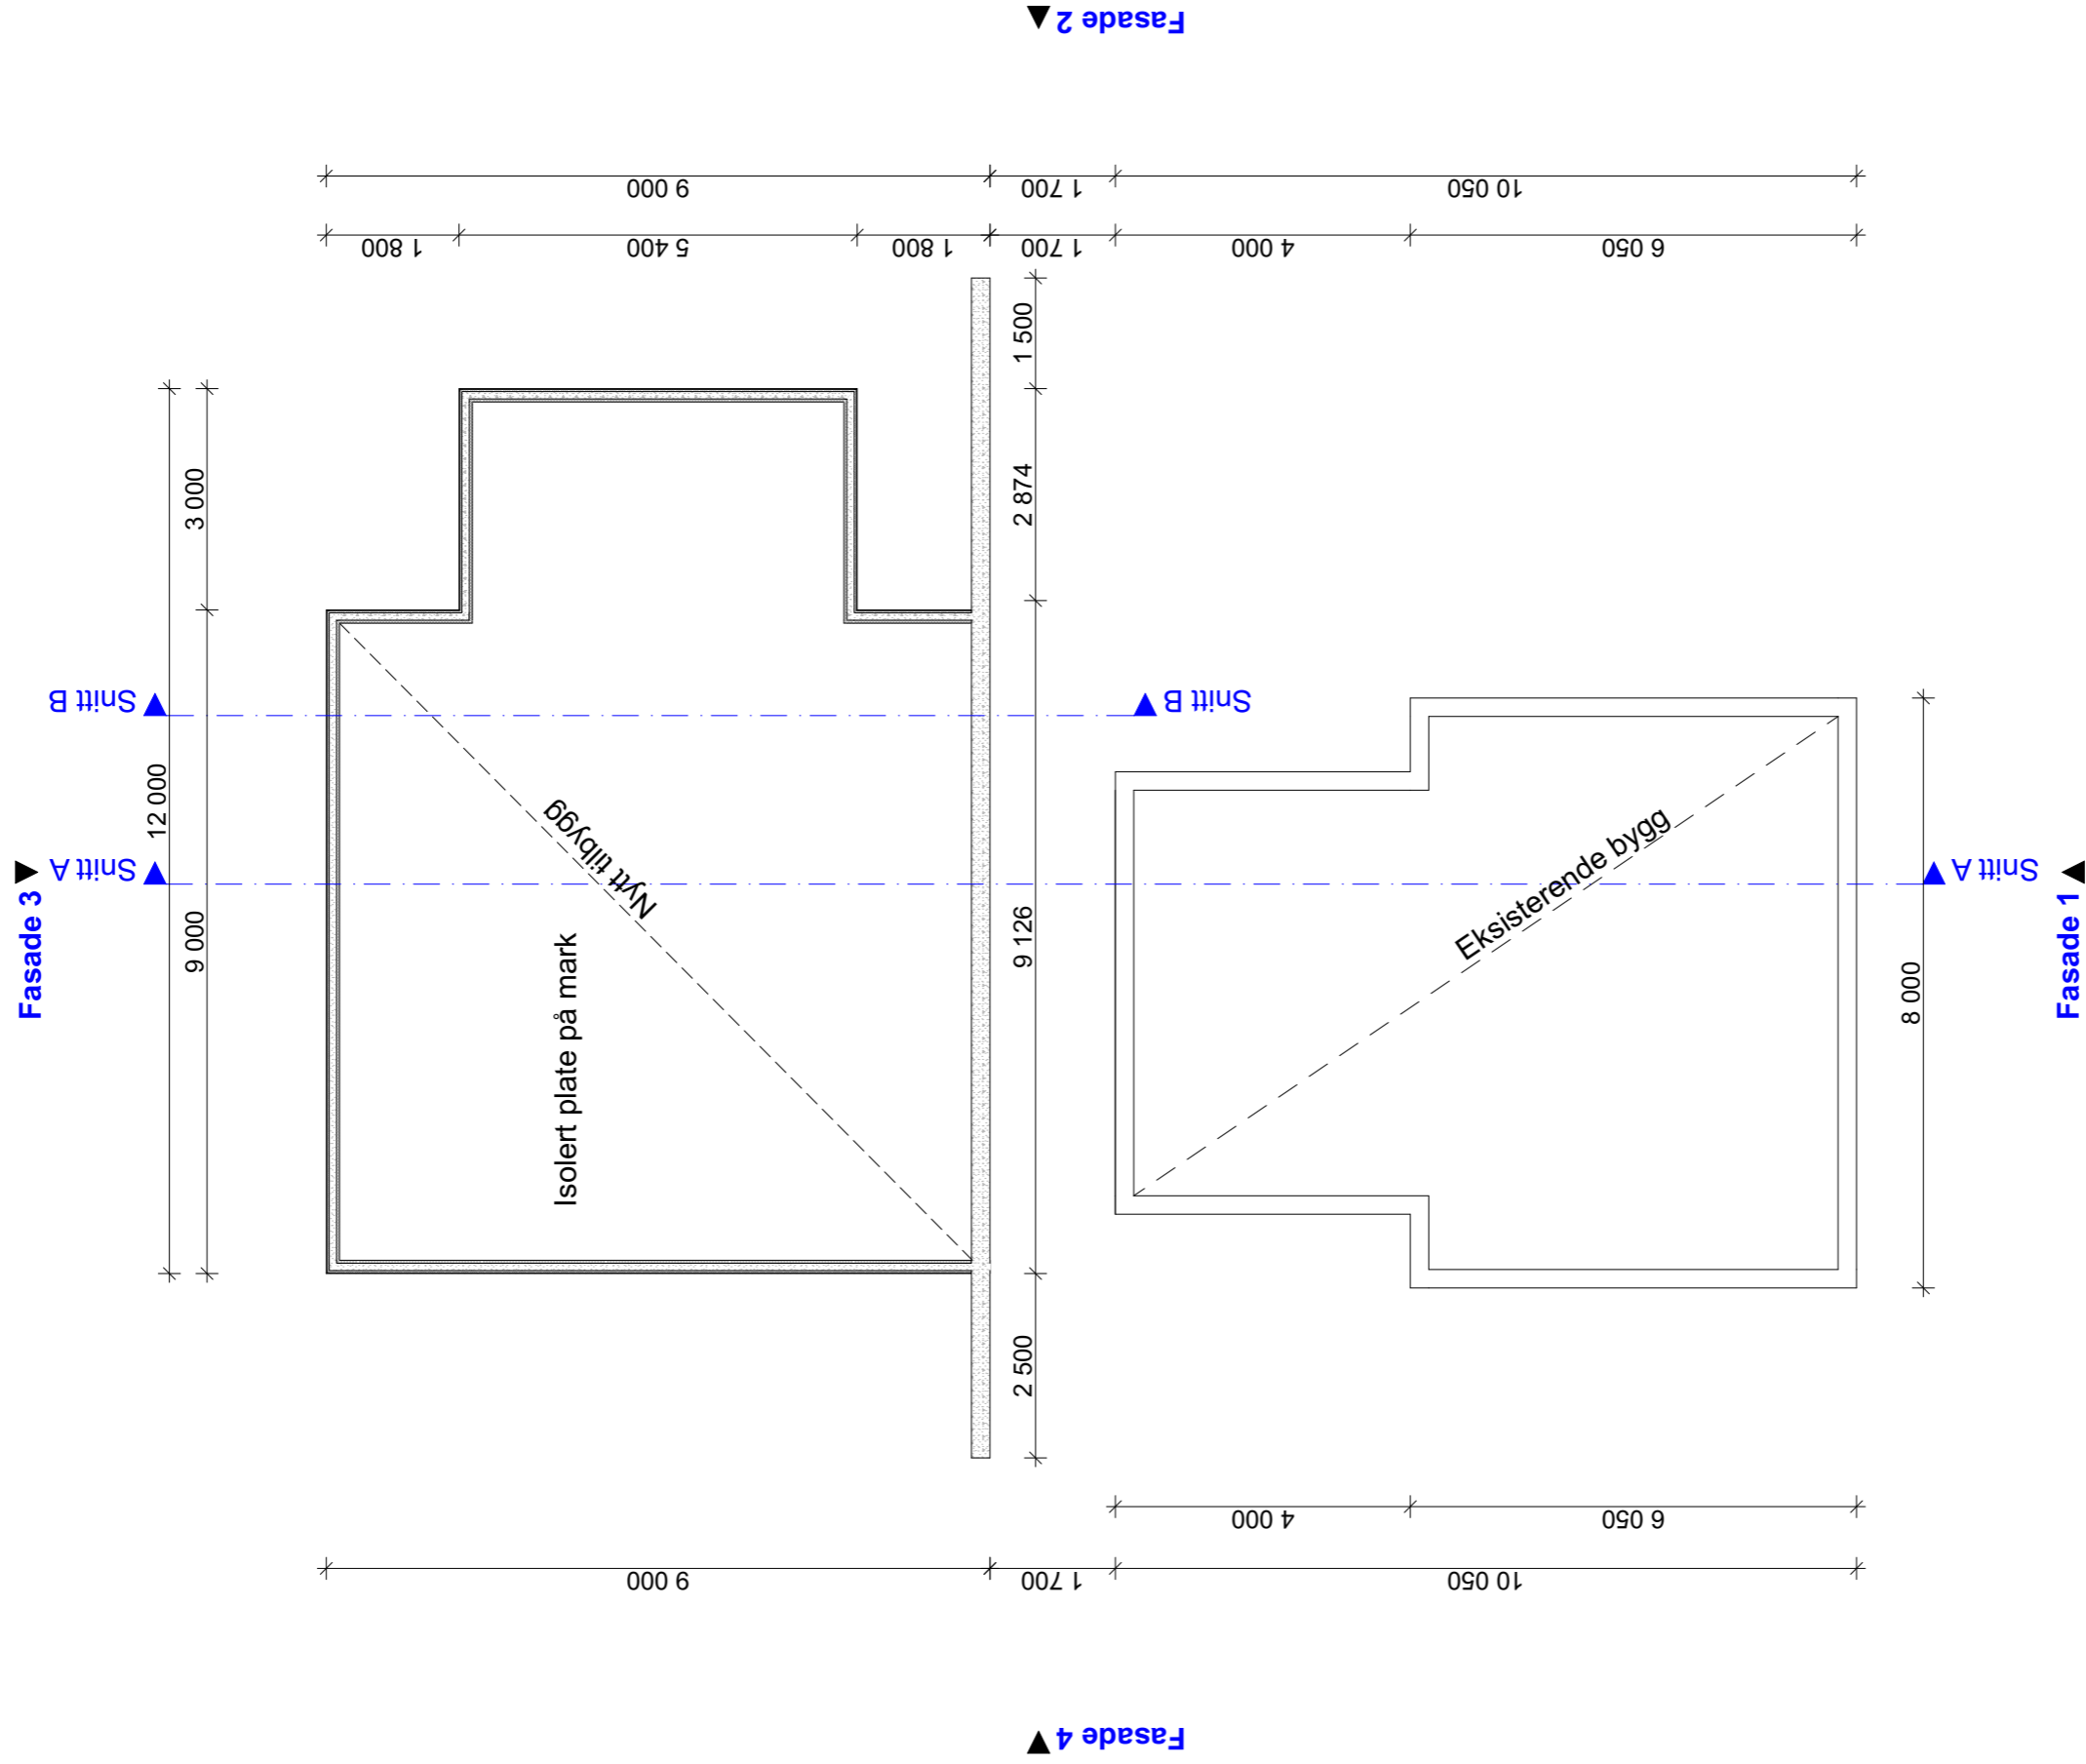 Fasade 2
9 000
1 700
10 050
1 800
5 400
1 800
1 700
4 000
6 050
1 500
3 000
2 874
Snitt B
Snitt B
12 000
Nytt tilbygg
Eksisterende bygg
Fasade 3
Snitt A
Snitt A
Fasade 1
9 000
9 126
Isolert plate på mark
8 000
2 500
4 000
6 050
9 000
1 700
10 050
Fasade 4